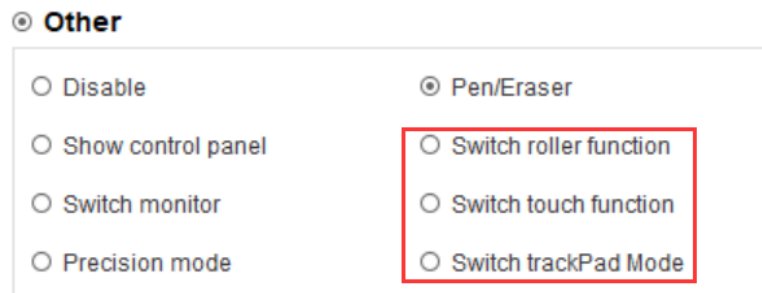 Other
Disable
Pen/Eraser
Show control panel
Switch roller function
Switch monitor
Switch touch function
Precision mode
Switch trackPad Mode